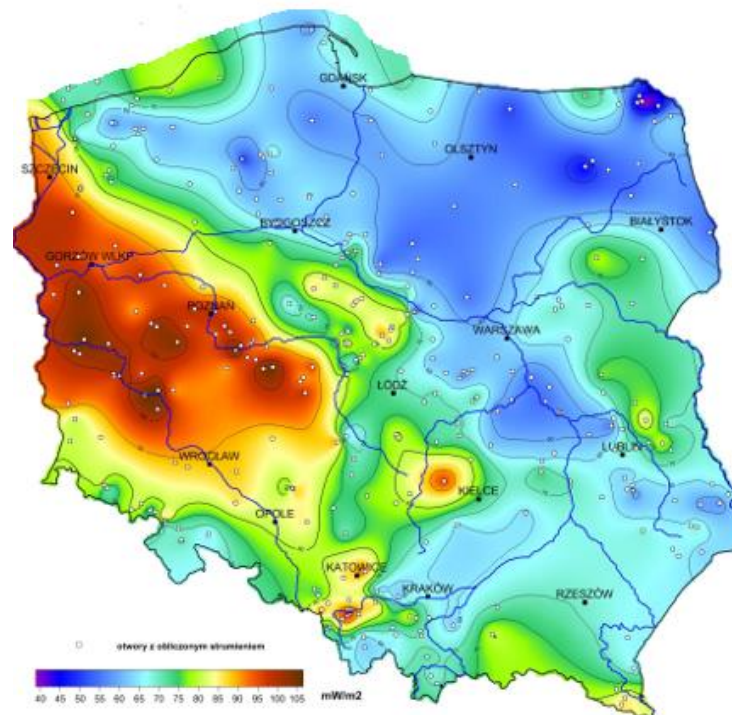 GDAŃSK
OLSZTYN
SZCZECIN
BYDGOSZCZ
BIAŁYSTOK
GORZÓW WLKP
POZNAŃ
WARSZAWA
ŁÓDŹ
LUBLIN
WROCŁAW
KIELCE
OPOLE
KATOWICE
KRAKÓW
RZESZÓW
otwory z obliczonym strumieniem
40 45 50 55 60 65 70 75 80 85 90 95 100 105 mW/m2